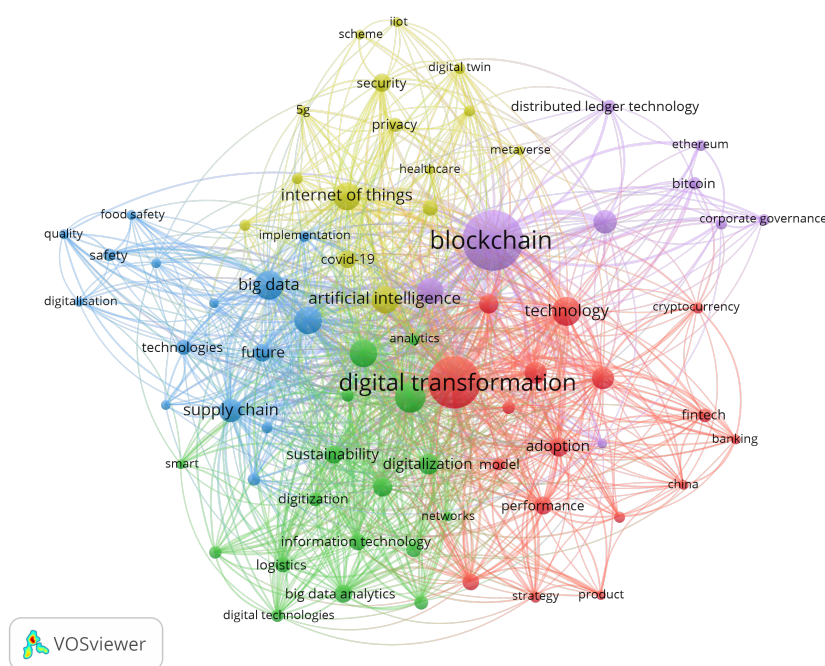 iiot
scheme
digital twin
security
distributed ledger technology
5g
privacy
ethereum
metaverse
healthcare
bitcoin
internet of things
food safety
corporate governance
quality
implementation
blockchain
safety
covid-19
big data
artificial intelligence
digitalisation
cryptocurrency
technology
analytics
technologies
future
digital transformation
supply chain
fintech
banking
adoption
sustainability
smart
digitalization
model
china
digitization
performance
networks
information technology
logistics
big data analytics
strategy
product
digital technologies
VOSviewer